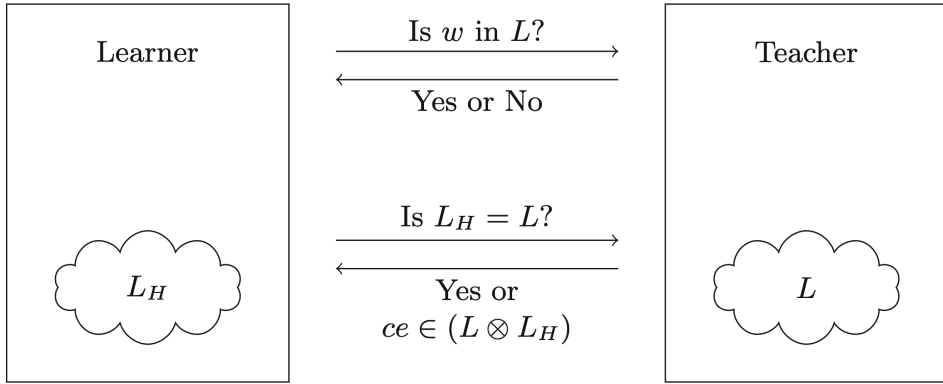 Learner
Is w in L?
Yes or No
Teacher
Is L_H = L?
Yes or
ce ∈ (L ⊗ L_H)
L_H
L